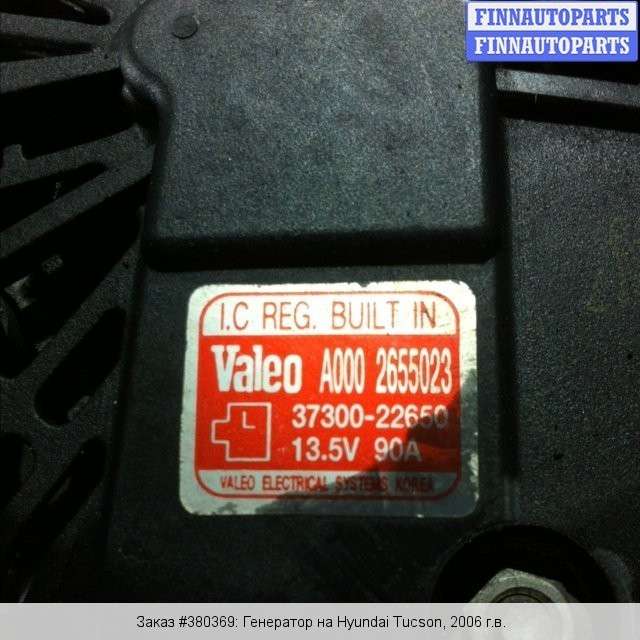 FINNAUTOPARTS
FINNAUTOPARTS
I.C REG. BUILT IN
Valeo A000 2655023
37300-22650
L
13.5V 90A
VALEO ELECTRICAL SYSTEMS KOREA
Заказ #380369: Генератор на Hyundai Tucson, 2006 г.в.